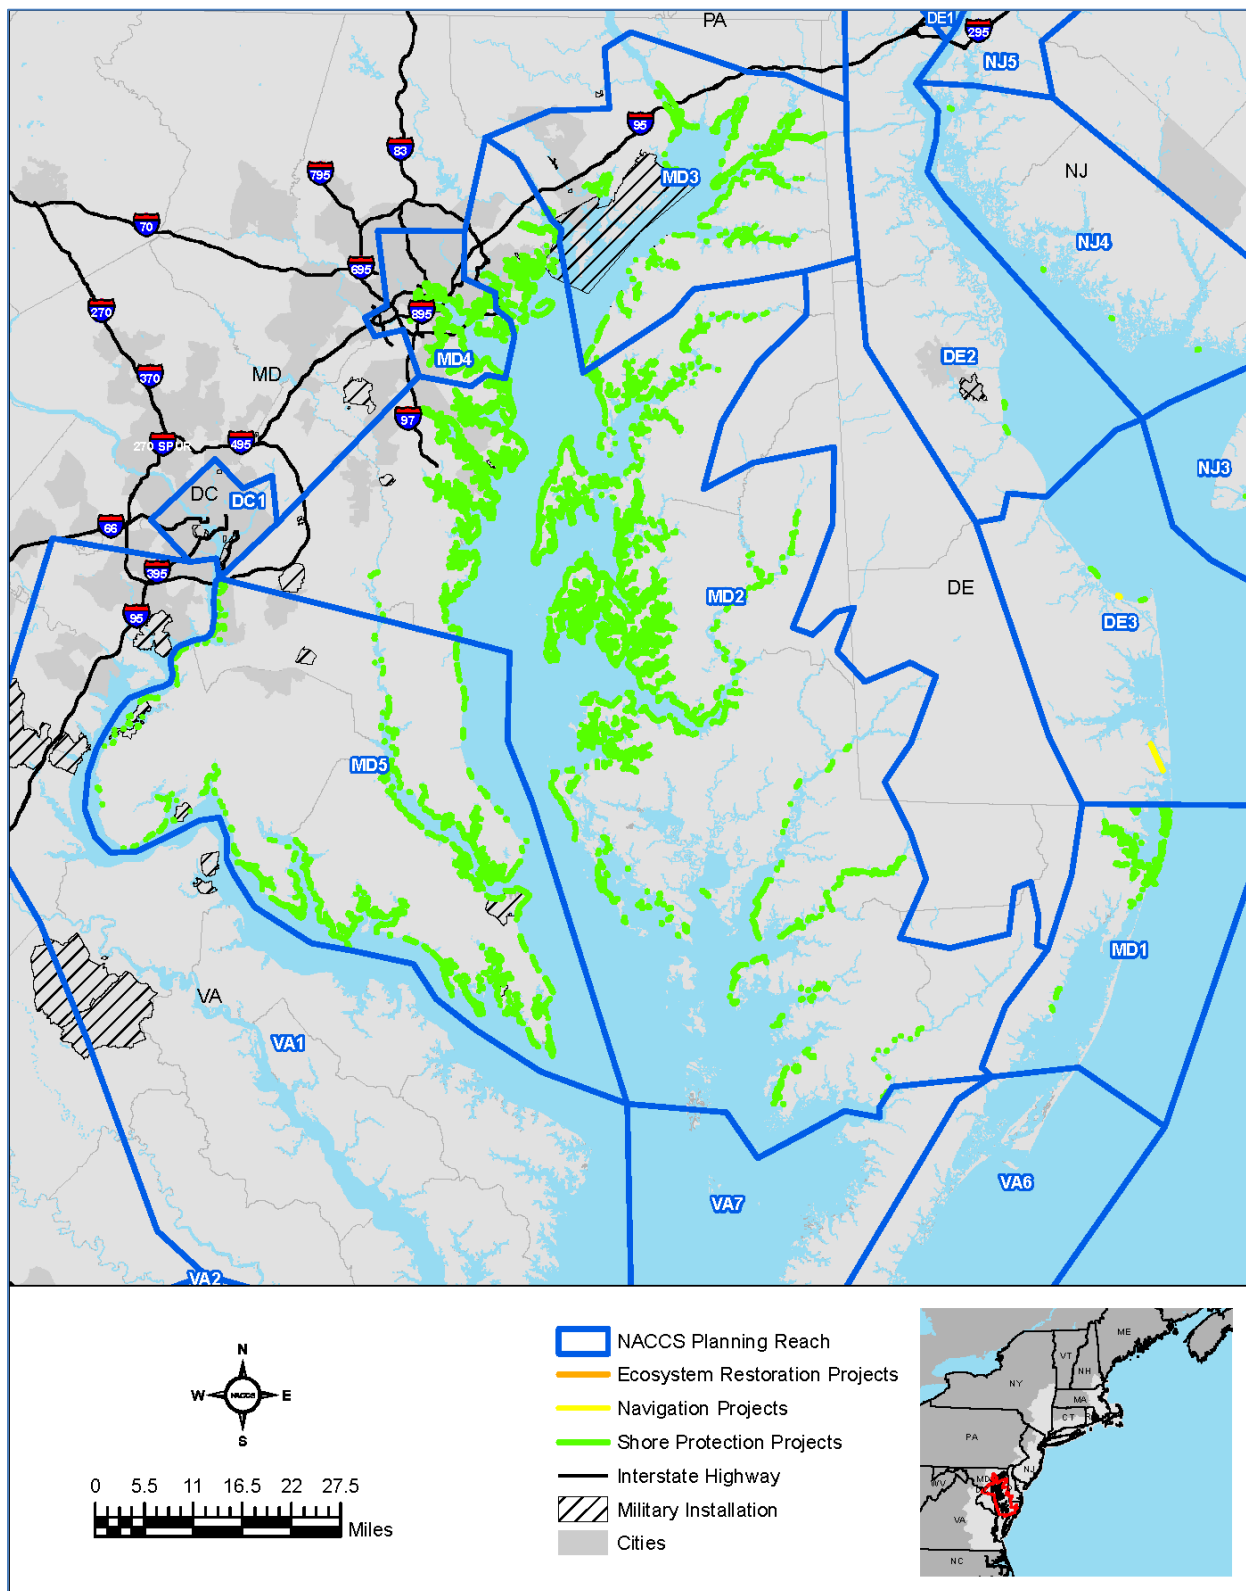 PA
DE1
295
NJ5
95
83
795
MD3
NJ
70
NJ4
695
270
895
MD4
DE2
370
MD
97
495
270 SPUR
NJ3
DC
DC1
66
395
DE
MD2
95
DE3
MD5
MD1
VA
VA1
VA6
VA7
VA2
N
W NACCS E
S
0 5.5 11 16.5 22 27.5
Miles
NACCS Planning Reach
Ecosystem Restoration Projects
Navigation Projects
Shore Protection Projects
Interstate Highway
Military Installation
Cities
ME
VT
NH
NY
MA
CT
PA
NJ
MD
WV
VA
NC